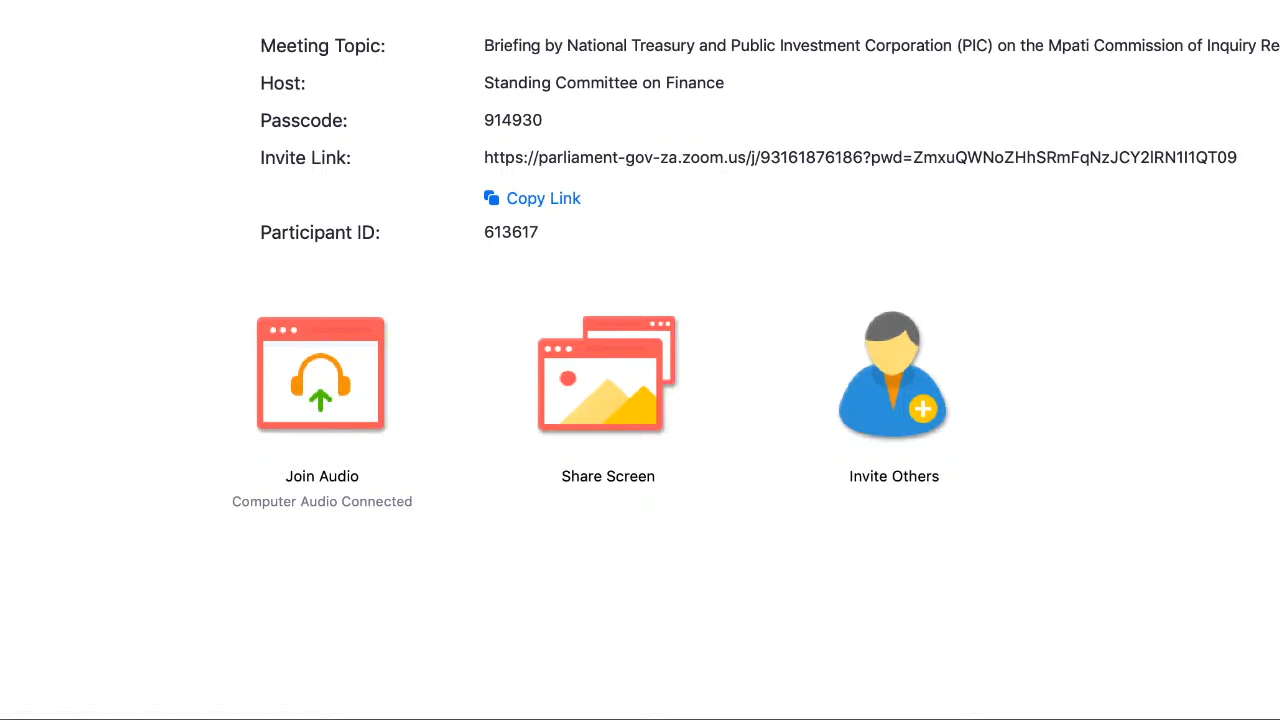 Meeting Topic: Briefing by National Treasury and Public Investment Corporation (PIC) on the Mpati Commission of Inquiry Re
Host: Standing Committee on Finance
Passcode: 914930
Invite Link: https://parliament-gov-za.zoom.us/j/93161876186?pwd=ZmxuQWNoZHhSRmFqNzJCY2lRN1I1QT09
Copy Link
Participant ID: 613617
Join Audio Share Screen Invite Others
Computer Audio Connected